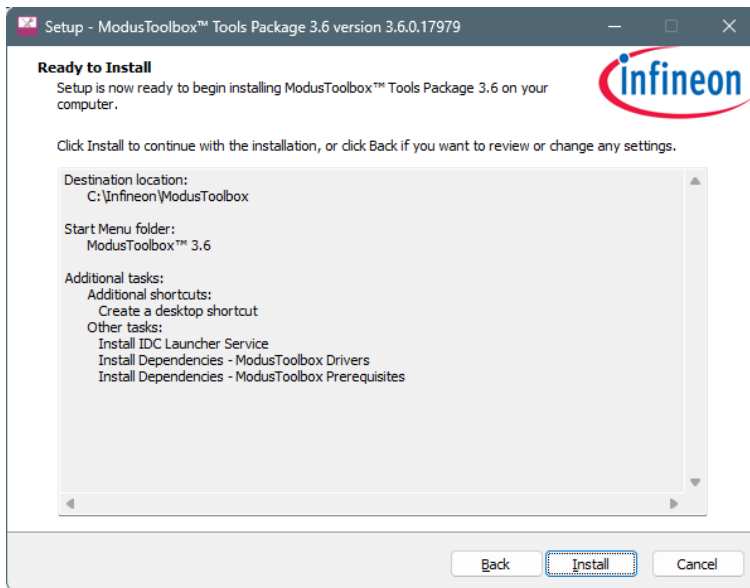 Setup - ModusToolbox™ Tools Package 3.6 version 3.6.0.17979
Ready to Install
Setup is now ready to begin installing ModusToolbox™ Tools Package 3.6 on your
computer.
infineon
Click Install to continue with the installation, or click Back if you want to review or change any settings.
Destination location:
C:\Infineon\ModusToolbox
Start Menu folder:
ModusToolbox™ 3.6
Additional tasks:
Additional shortcuts:
Create a desktop shortcut
Other tasks:
Install IDC Launcher Service
Install Dependencies - ModusToolbox Drivers
Install Dependencies - ModusToolbox Prerequisites
Back
Install
Cancel